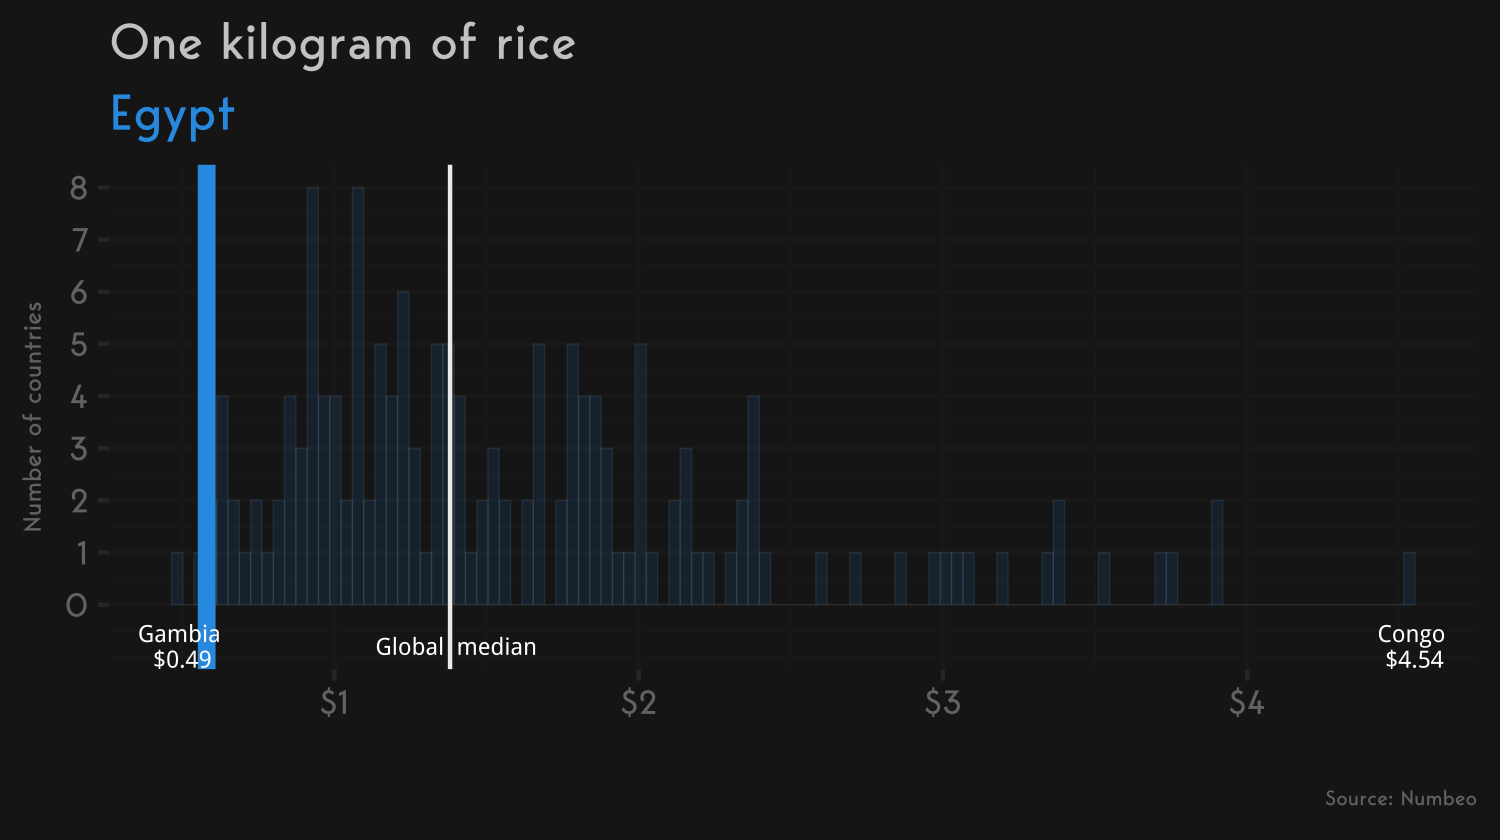 One kilogram of rice
Egypt
Number of countries
8
7
6
5
4
3
2
1
0
Gambia
$0.49
Global median
Congo
$4.54
$1 $2 $3 $4
Source: Numbeo